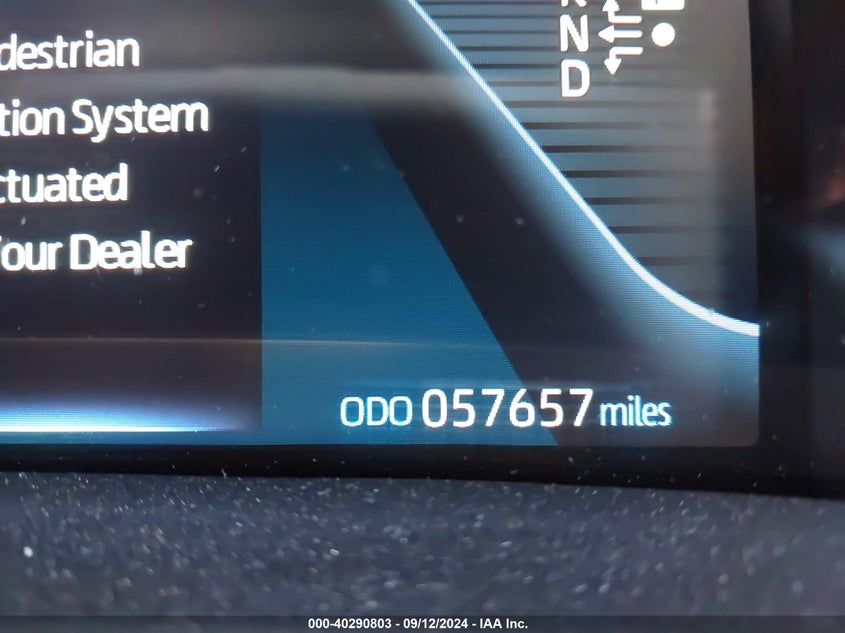 destrian
tion System
ctuated
our Dealer
N
D
ODO 057657 miles
000-40290803 - 09/12/2024 - IAA Inc.